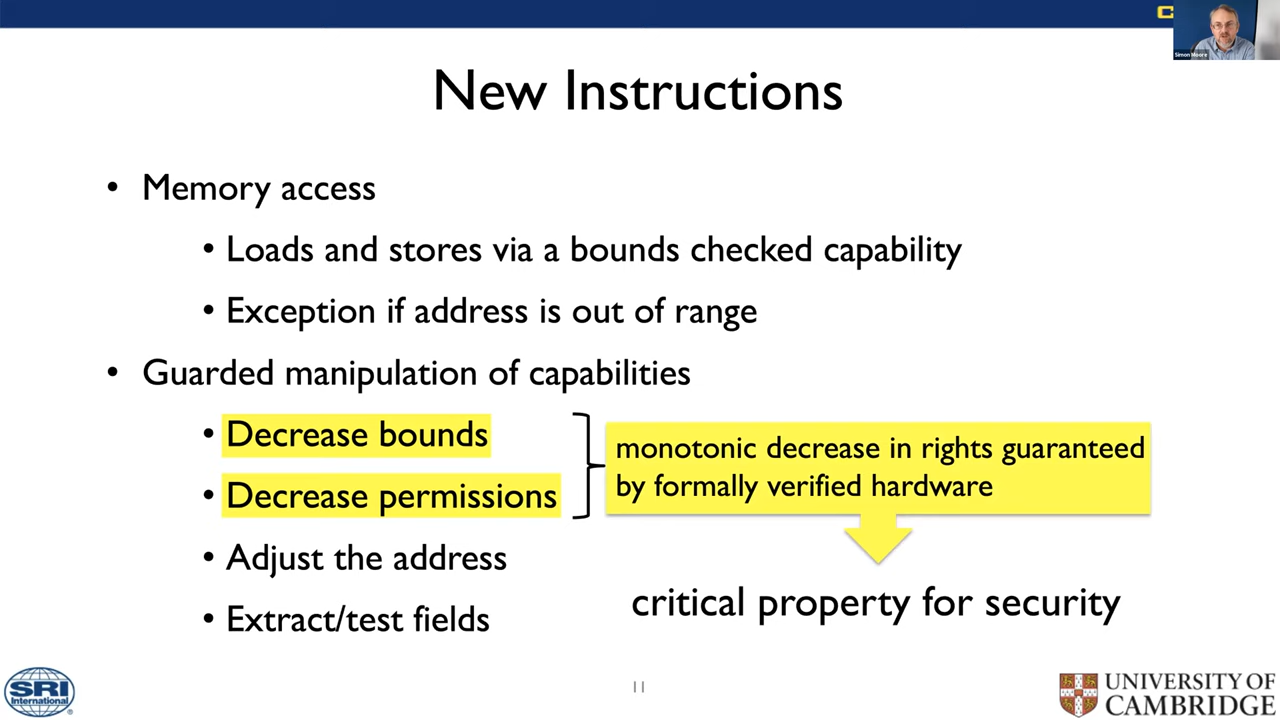 C
Simon Moore
New Instructions
• Memory access
• Loads and stores via a bounds checked capability
• Exception if address is out of range
• Guarded manipulation of capabilities
• Decrease bounds
• Decrease permissions
• Adjust the address
• Extract/test fields
monotonic decrease in rights guaranteed
by formally verified hardware
critical property for security
SRI
International
11
UNIVERSITY OF
CAMBRIDGE